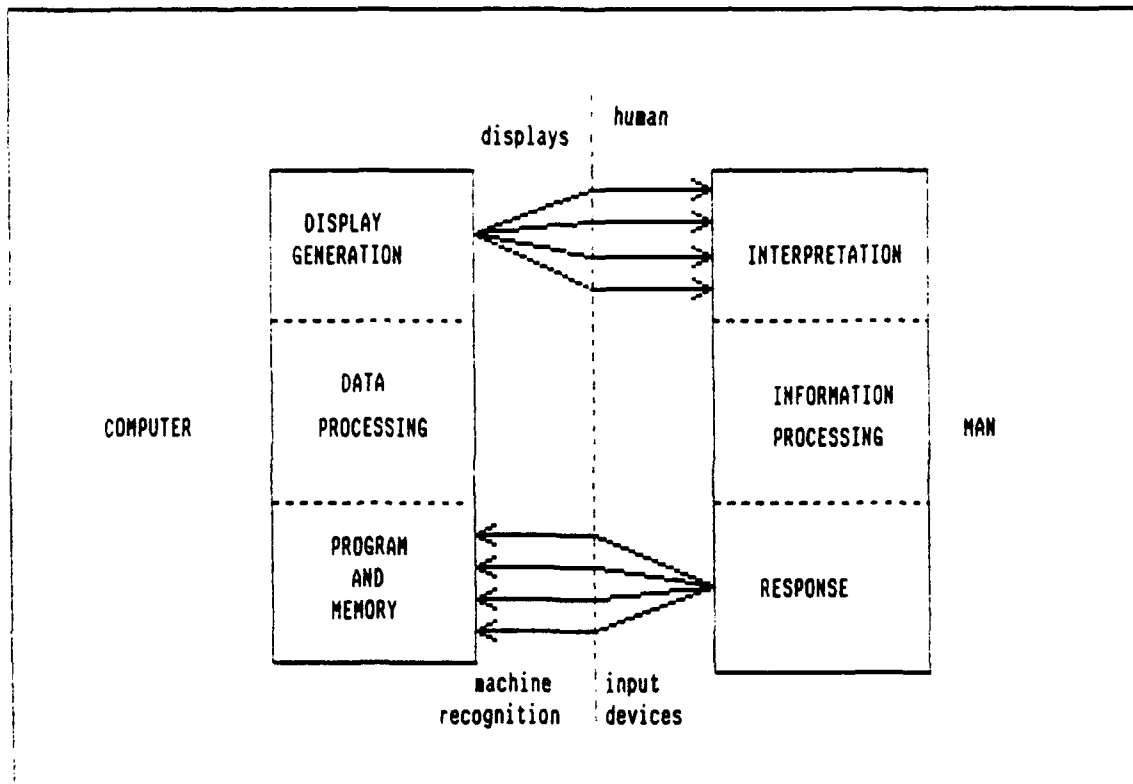 displays
human
DISPLAY
GENERATION
INTERPRETATION
DATA
PROCESSING
INFORMATION
PROCESSING
COMPUTER
MAN
PROGRAM
AND
MEMORY
RESPONSE
machine
recognition
input
devices